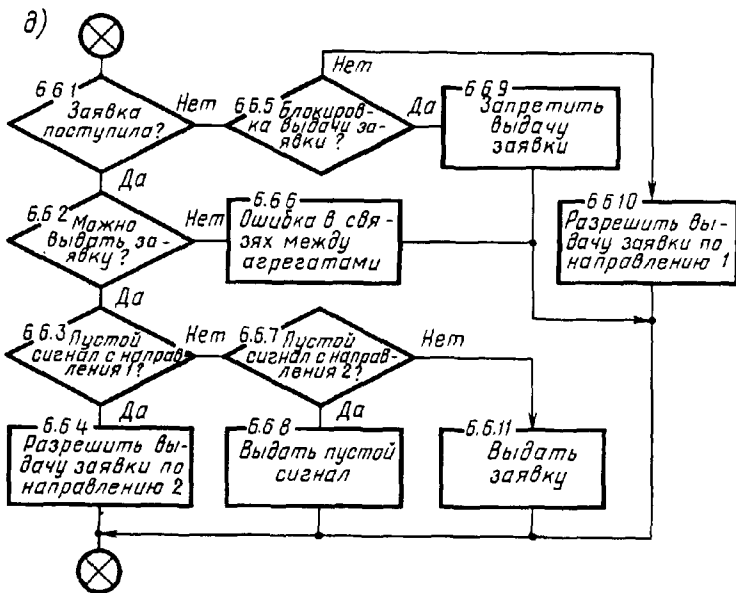 д)
6.6.1
Заявка
поступила?
Нет
6.6.5
Блокиров-
ка выдачи за-
явки ?
Нет
Да
6.6.9
Запретить
выдачу
заявки
Да
6.6.2
Можно
выдать за-
явку?
Нет
6.6.6
Ошибка в свя-
зях между
агрегатами
6.6.10
Разрешить вы-
дачу заявки по
направлению 1
Да
6.6.3
Пустой
сигнал с направ-
ления 1?
Нет
6.6.7
Пустой
сигнал с направ-
ления 2?
Нет
Да
6.6.4
Разрешить вы-
дачу заявки по
направлению 2
Да
6.6.8
Выдать пустой
сигнал
6.6.11
Выдать
заявку